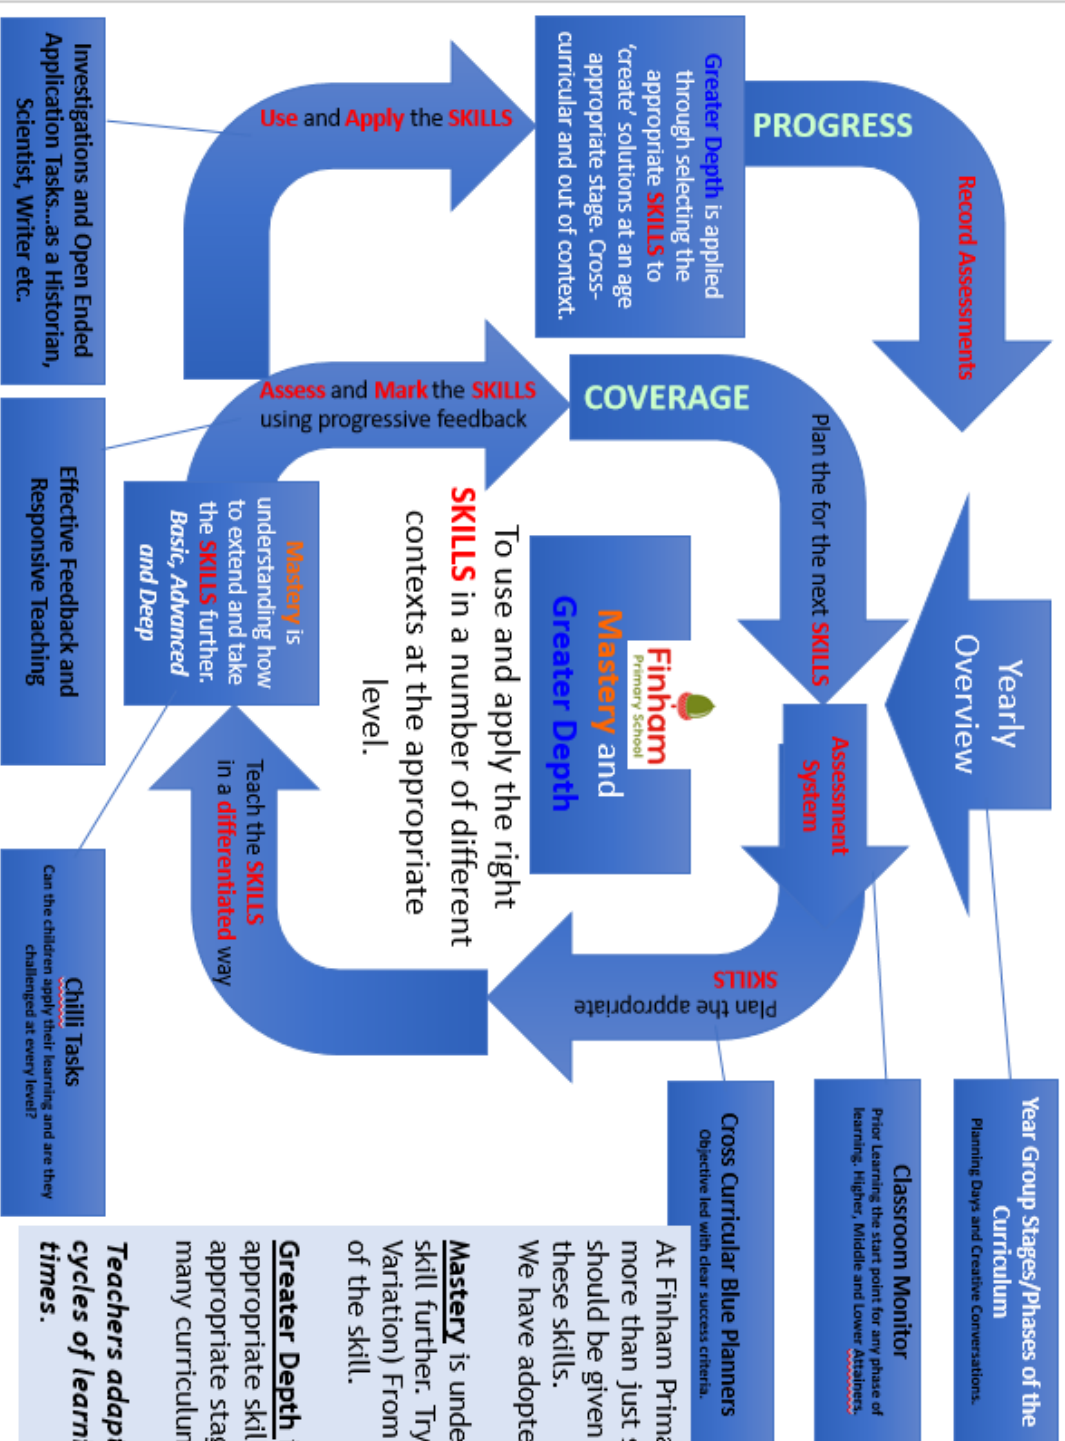 Yearly
Overview
Year Group Stages/Phases of the
Curriculum
Planning Days and Creative Conversations.
Record Assessments
PROGRESS
Greater Depth is applied
through selecting the
appropriate SKILLS to
'create' solutions at an age
appropriate stage. Cross-
curricular and out of context.
COVERAGE
Plan the for the next SKILLS
Assessment
System
Classroom Monitor
Prior Learning the start point for any phase of
learning. Higher, Middle and Lower Attainers.
Finham
Primary School
Mastery and
Greater Depth
To use and apply the right
SKILLS in a number of different
contexts at the appropriate
level.
Plan the appropriate
SKILLS
Cross Curricular Blue Planners
Objective led with clear success criteria.
Use and Apply the SKILLS
Assess and Mark the SKILLS
using progressive feedback
Mastery is
understanding how
to extend and take
the SKILLS further.
Basic, Advanced
and Deep
Teach the SKILLS
in a differentiated way
Investigations and Open Ended
Application Tasks...as a Historian,
Scientist, Writer etc.
Effective Feedback and
Responsive Teaching
Chilli Tasks
Can the children apply their learning and are they
challenged at every level?
At Finham Prima
more than just s
should be given
these skills.
We have adopte
Mastery is unde
skill further. Try
Variation) From
of the skill.
Greater Depth
appropriate skil
appropriate stag
many curriculun
Teachers adapt
cycles of learn
times.